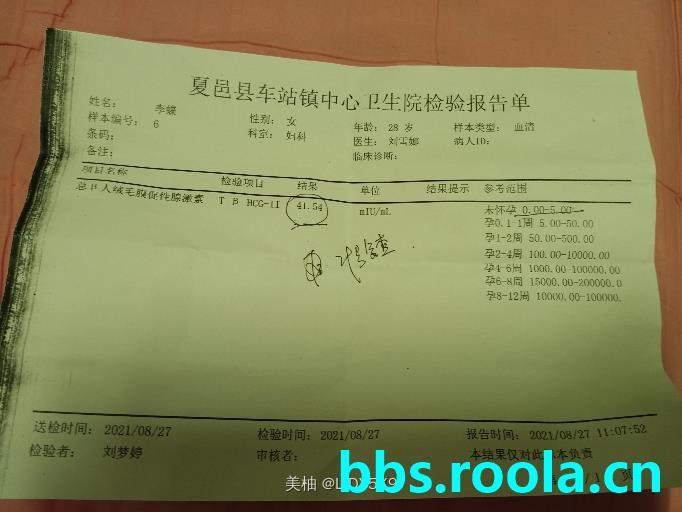 夏邑县车站镇中心卫生院检验报告单
姓名： 李蝶 性别： 女 年龄： 28 岁 样本类型： 血清
样本编号： 6 科室： 妇科 医生： 刘雪娜 病人ID：
条码： 临床诊断：
备注：
项目名称 检验项目 结果 单位 结果提示 参考范围
总β人绒毛膜促性腺激素 T B HCG-II 41.54 mIU/mL 未怀孕 0.00-5.00
孕0.1-1周 5.00-50.00
孕1-2周 50.00-500.00
孕2-4周 100.00-10000.00
孕4-6周 1000.00-100000.00
孕6-8周 15000.00-200000.0
孕8-12周 10000.00-100000.
送检时间： 2021/08/27 检验时间： 2021/08/27 报告时间： 2021/08/27 11:07:52
检验者： 刘梦婷 审核者： 本结果仅对此标本负责
美柚
bbs.roola.cn